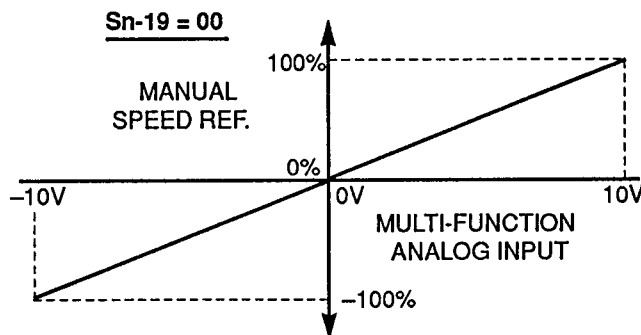 Sn-19 = 00
100%
MANUAL
SPEED REF.
0%
–10V
0V
10V
MULTI-FUNCTION
ANALOG INPUT
–100%